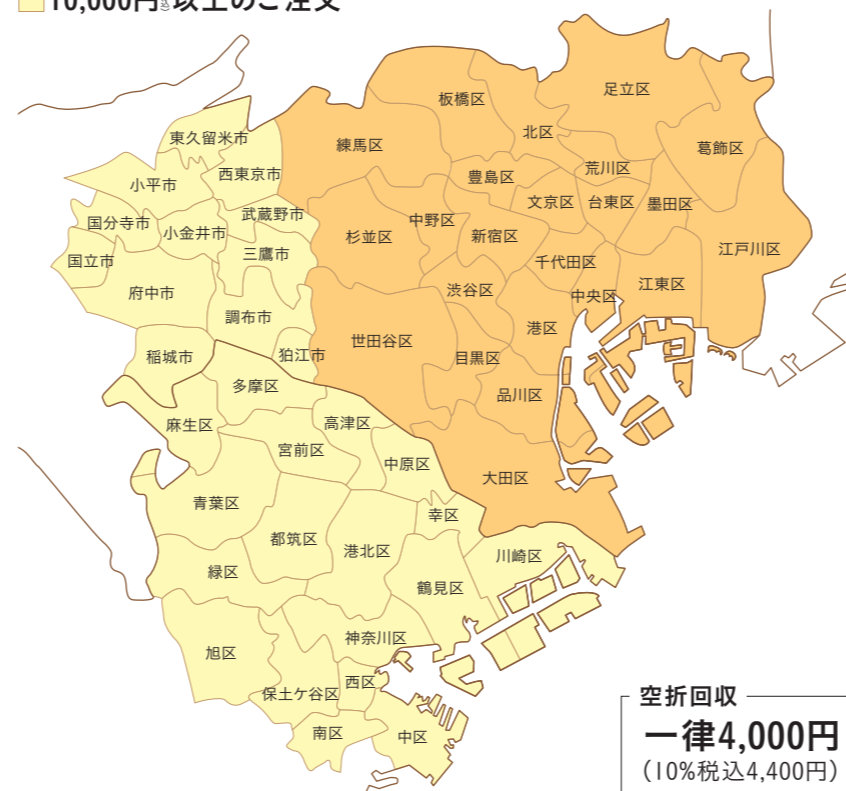 10,000円(税込)以上のご注文
足立区
板橋区
北区
葛飾区
練馬区
東久留米市
荒川区
西東京市
豊島区
小平市
文京区
台東区
墨田区
武蔵野市
国分寺市
中野区
小金井市
杉並区
新宿区
江戸川区
三鷹市
国立市
千代田区
府中市
渋谷区
中央区
江東区
調布市
港区
世田谷区
狛江市
稲城市
目黒区
多摩区
品川区
麻生区
高津区
宮前区
中原区
大田区
青葉区
幸区
都筑区
港北区
川崎区
緑区
鶴見区
神奈川区
旭区
西区
保土ケ谷区
南区
中区
空折回収
一律4,000円
(10%税込4,400円)